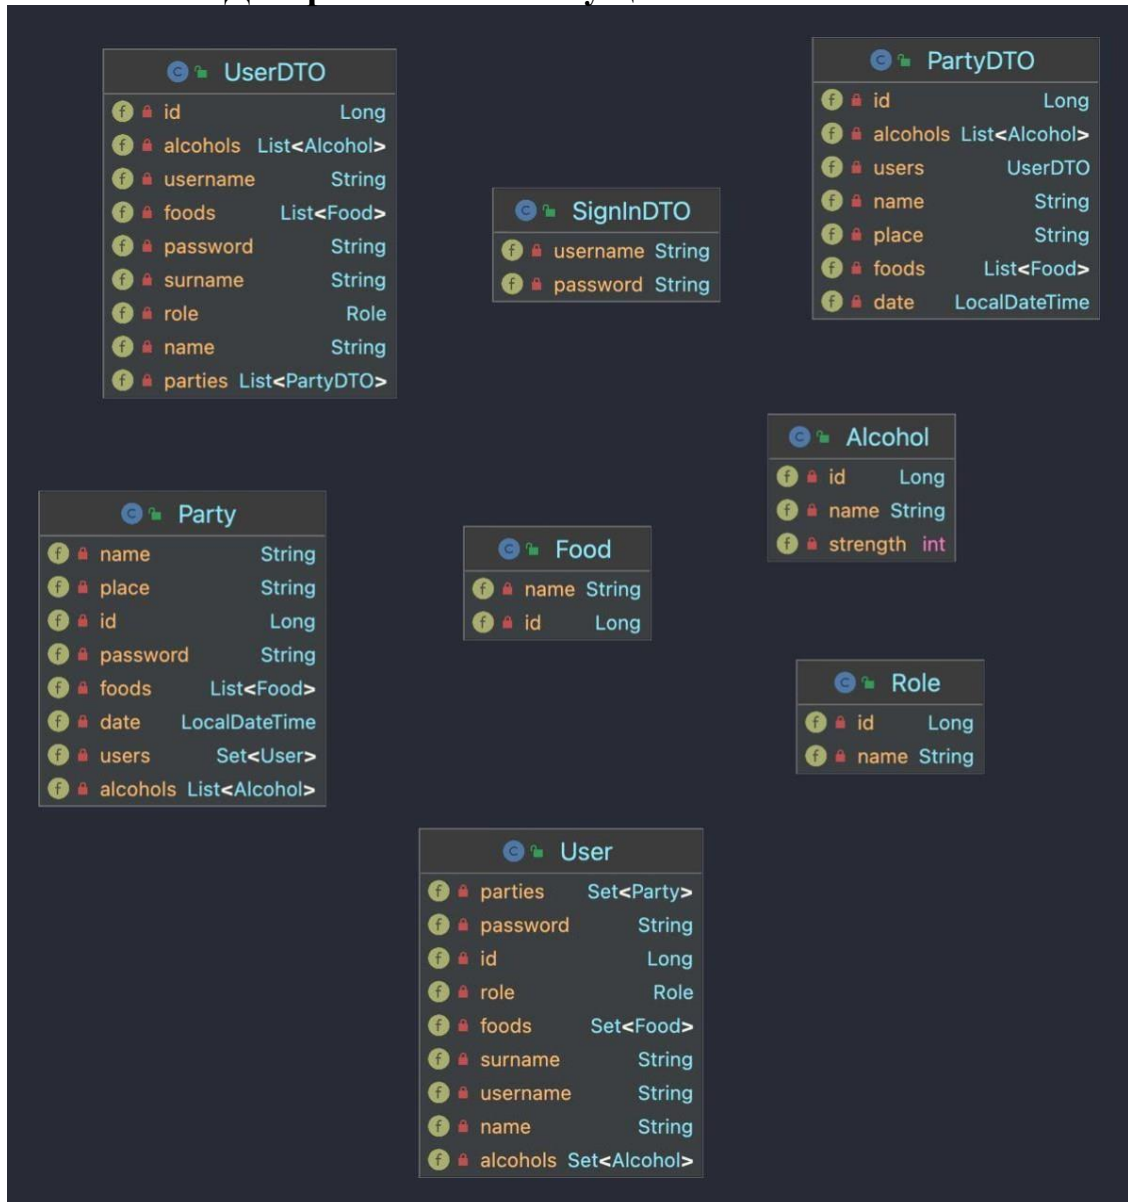 UserDTO
id Long
alcohols List<Alcohol>
username String
foods List<Food>
password String
surname String
role Role
name String
parties List<PartyDTO>
SignInDTO
username String
password String
PartyDTO
id Long
alcohols List<Alcohol>
users UserDTO
name String
place String
foods List<Food>
date LocalDateTime
Alcohol
id Long
name String
strength int
Party
name String
place String
id Long
password String
foods List<Food>
date LocalDateTime
users Set<User>
alcohols List<Alcohol>
Food
name String
id Long
Role
id Long
name String
User
parties Set<Party>
password String
id Long
role Role
foods Set<Food>
surname String
username String
name String
alcohols Set<Alcohol>